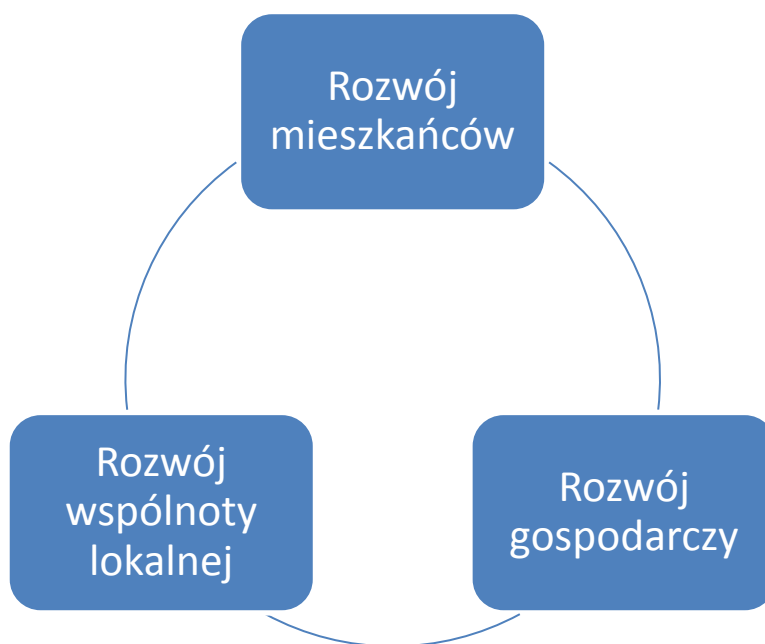 Rozwój
mieszkańców
Rozwój
wspólnoty
lokalnej
Rozwój
gospodarczy